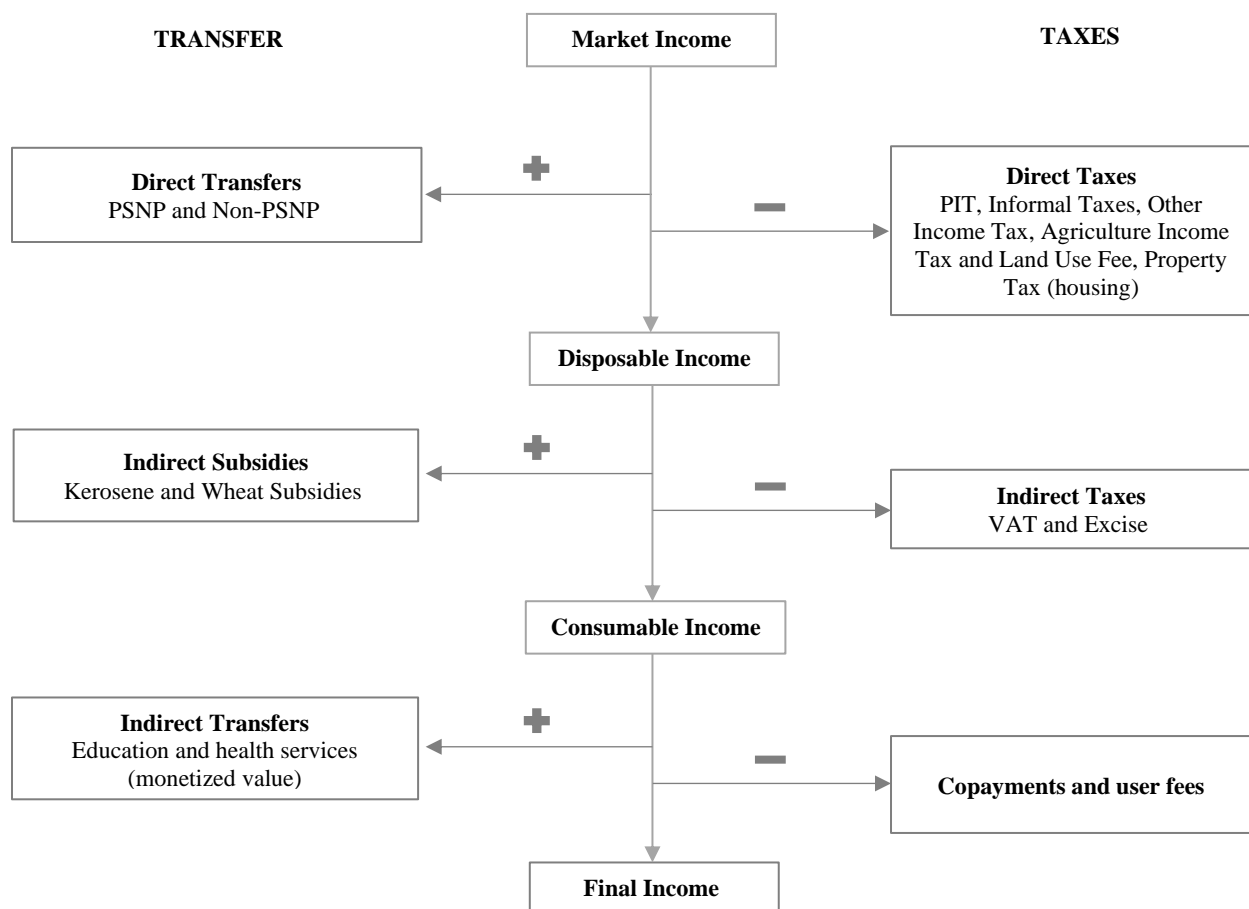 TRANSFER
Market Income
TAXES
Direct Transfers
PSNP and Non-PSNP
Direct Taxes
PIT, Informal Taxes, Other
Income Tax, Agriculture Income
Tax and Land Use Fee, Property
Tax (housing)
Disposable Income
Indirect Subsidies
Kerosene and Wheat Subsidies
Indirect Taxes
VAT and Excise
Consumable Income
Indirect Transfers
Education and health services
(monetized value)
Copayments and user fees
Final Income